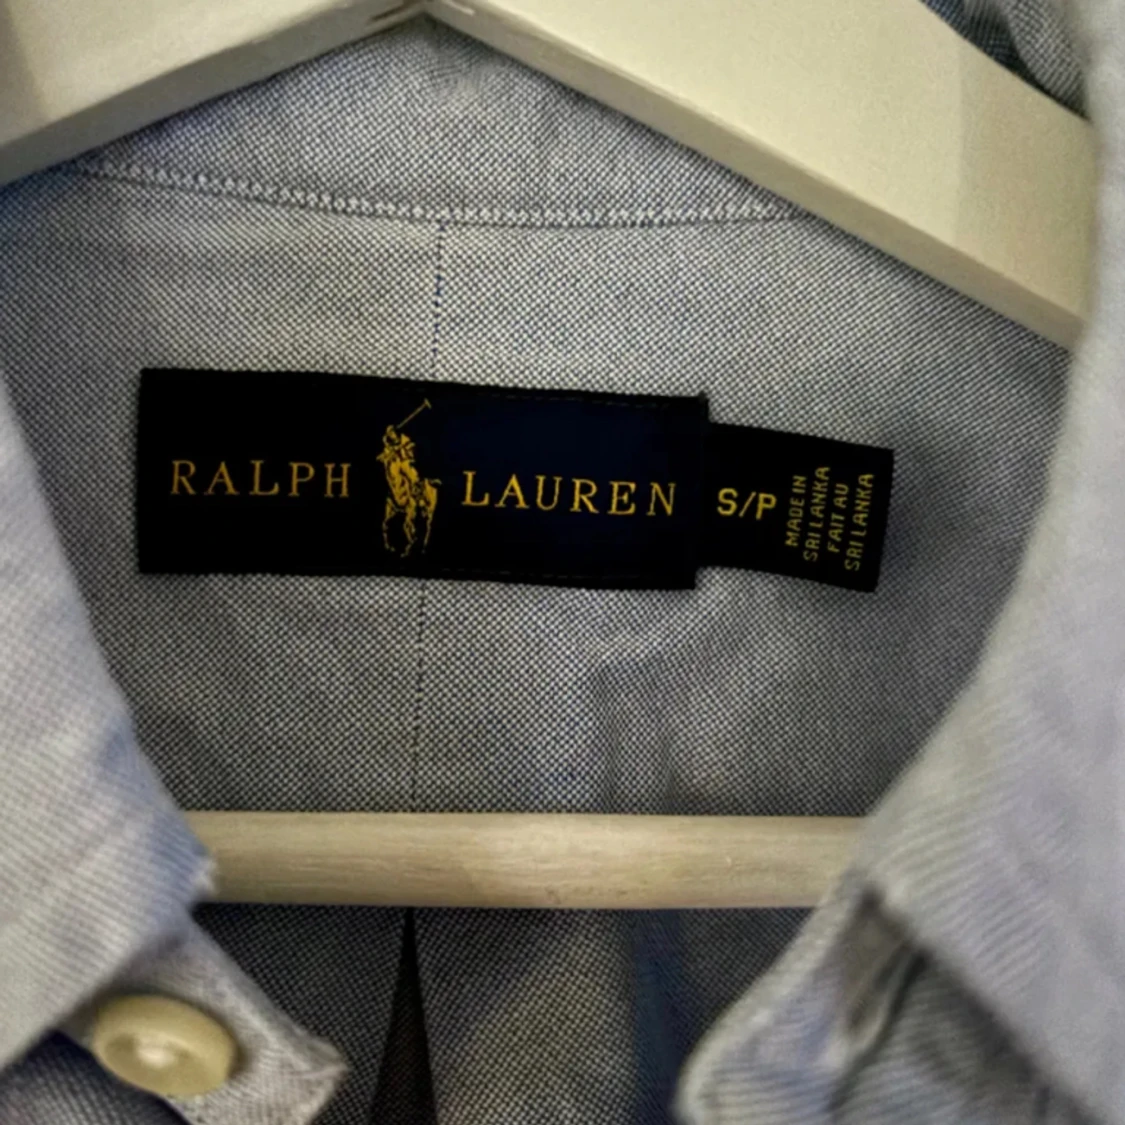 RALPH LAUREN
S/P
MADE IN
SRI LANKA
FAIT AU
SRI LANKA